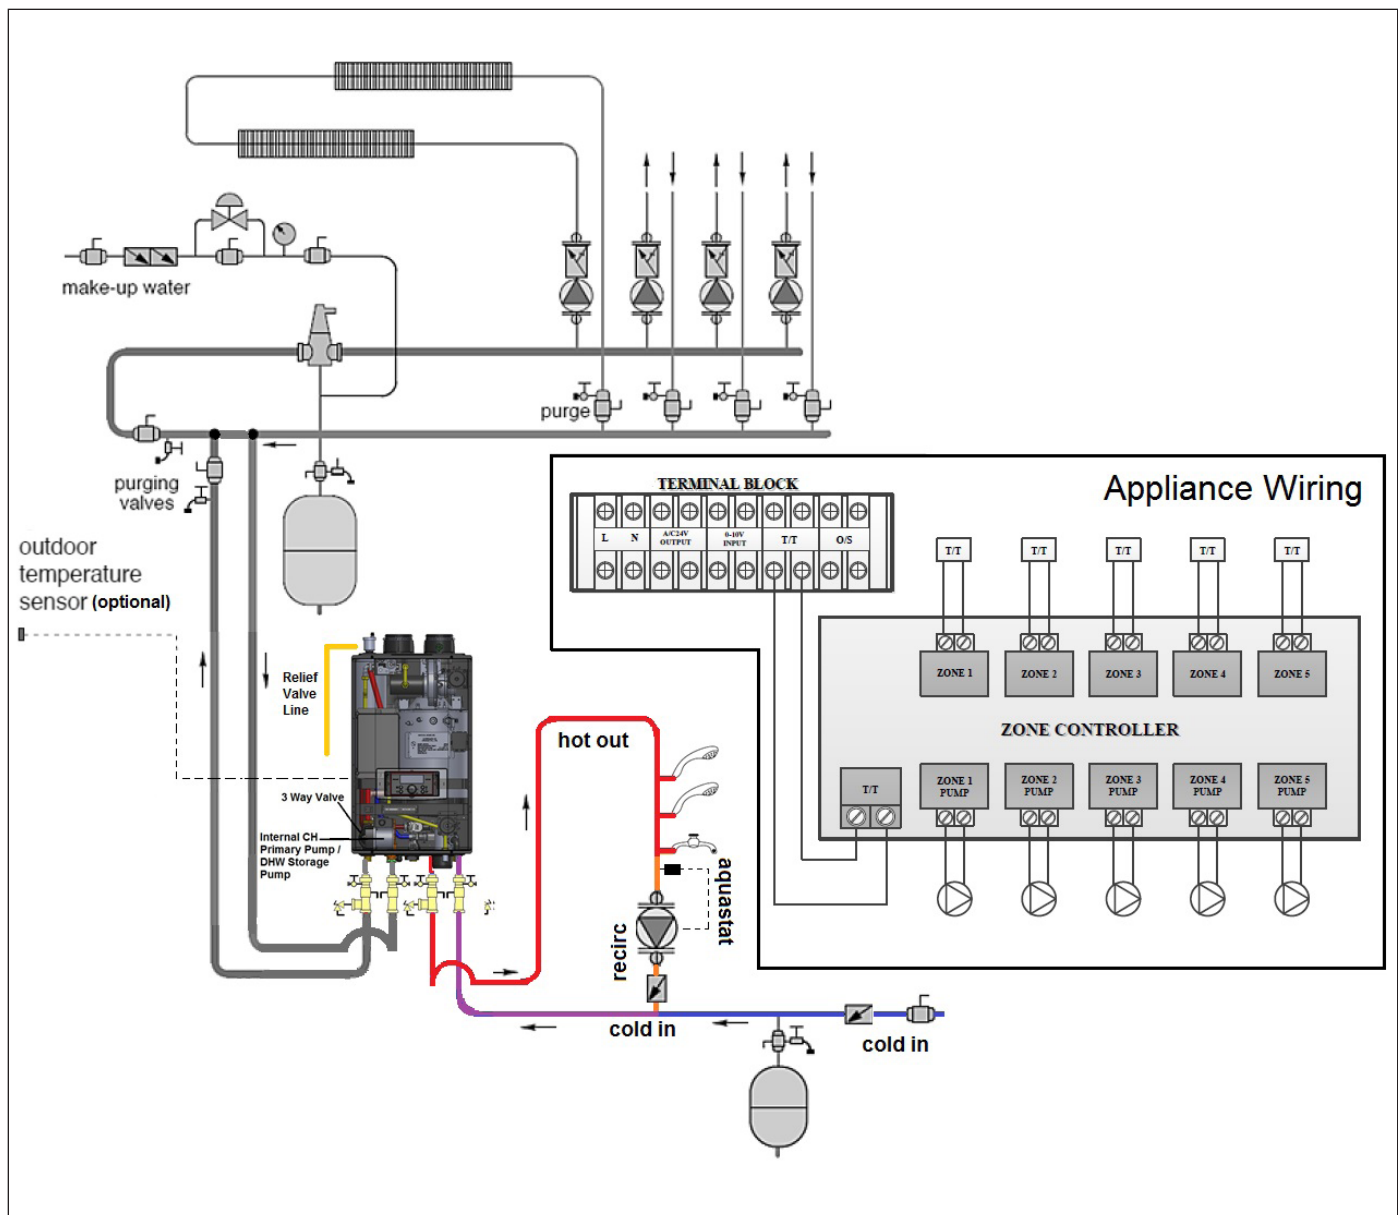 make-up water
purge
purging
valves
outdoor
temperature
sensor (optional)
Relief
Valve
Line
3 Way Valve
Internal CH
Primary Pump /
DHW Storage
Pump
hot out
aquastat
recirc
cold in
cold in
Appliance Wiring
TERMINAL BLOCK
L N A/C24V 0-10V T/T O/S
OUTPUT INPUT
T/T T/T T/T T/T T/T
ZONE 1 ZONE 2 ZONE 3 ZONE 4 ZONE 5
ZONE CONTROLLER
T/T
ZONE 1 ZONE 2 ZONE 3 ZONE 4 ZONE 5
PUMP PUMP PUMP PUMP PUMP